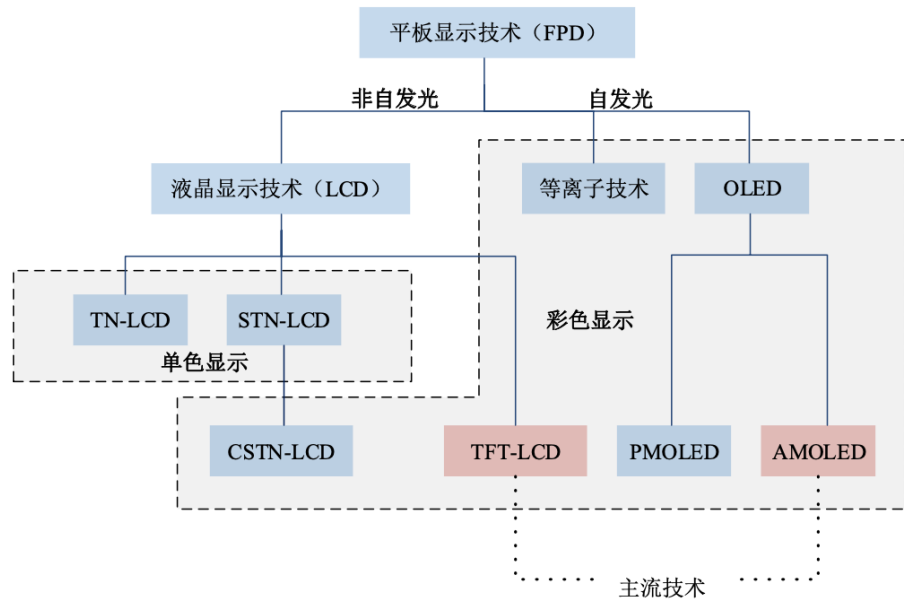 平板显示技术（FPD）
非自发光
自发光
液晶显示技术（LCD）
等离子技术
OLED
TN-LCD
STN-LCD
彩色显示
单色显示
CSTN-LCD
TFT-LCD
PMOLED
AMOLED
主流技术